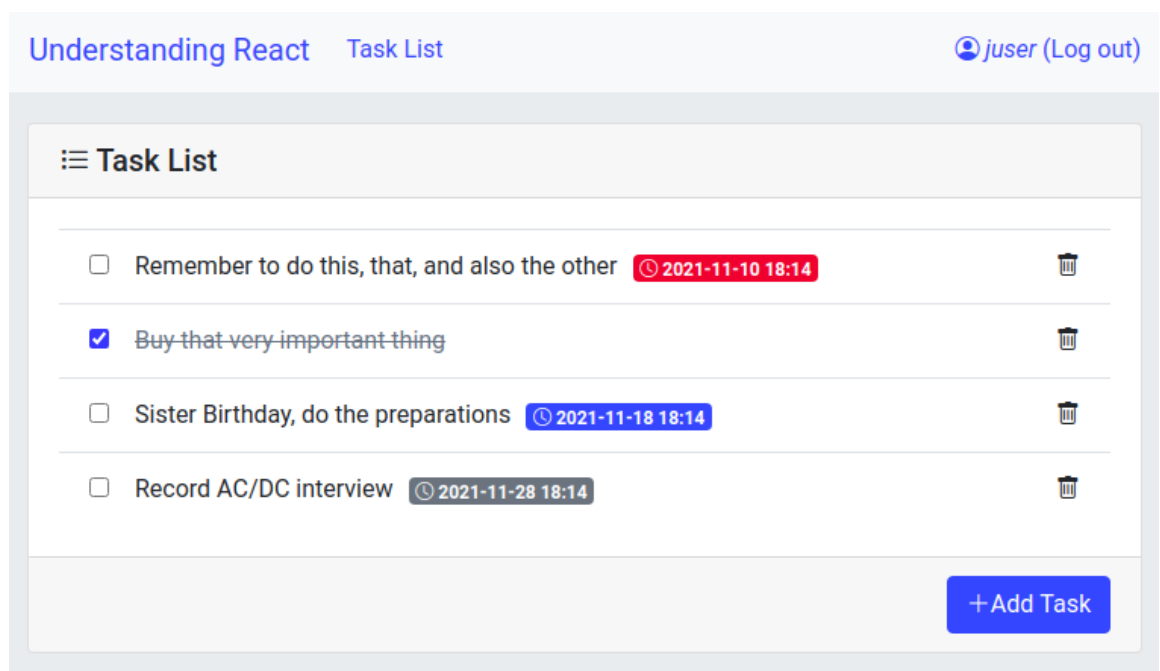 Understanding React Task List juser (Log out)
Task List
Remember to do this, that, and also the other 2021-11-10 18:14
Buy that very important thing
Sister Birthday, do the preparations 2021-11-18 18:14
Record AC/DC interview 2021-11-28 18:14
+Add Task